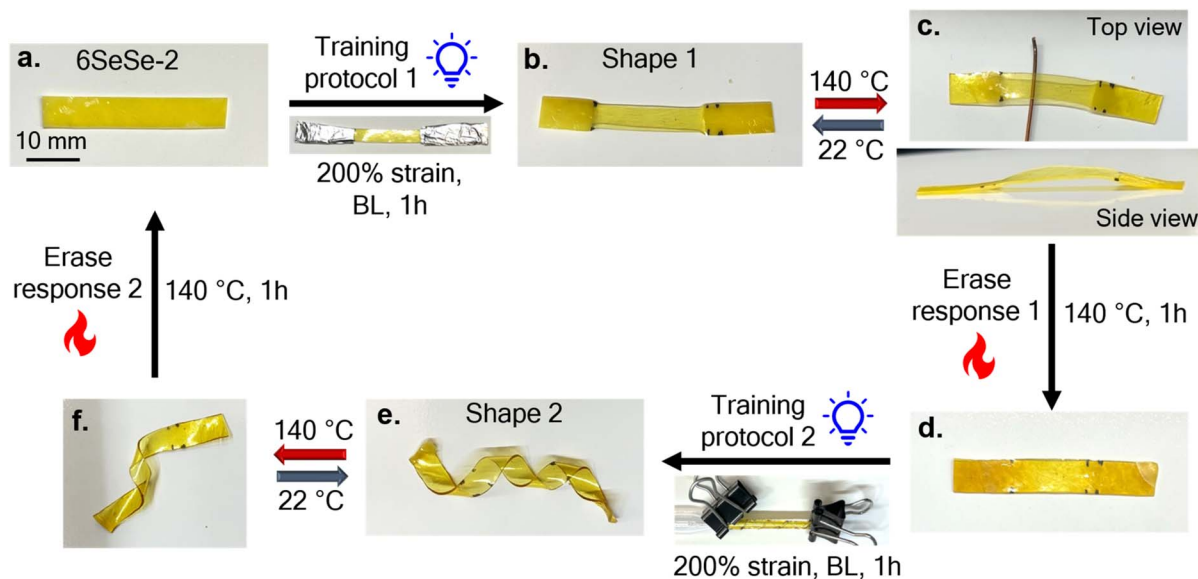 a.
6SeSe-2
10 mm
Training
protocol 1
200% strain,
BL, 1h
b.
Shape 1
140 °C
22 °C
c.
Top view
Side view
Erase
response 1
140 °C, 1h
d.
Training
protocol 2
200% strain, BL, 1h
e.
Shape 2
140 °C
22 °C
f.
Erase
response 2
140 °C, 1h